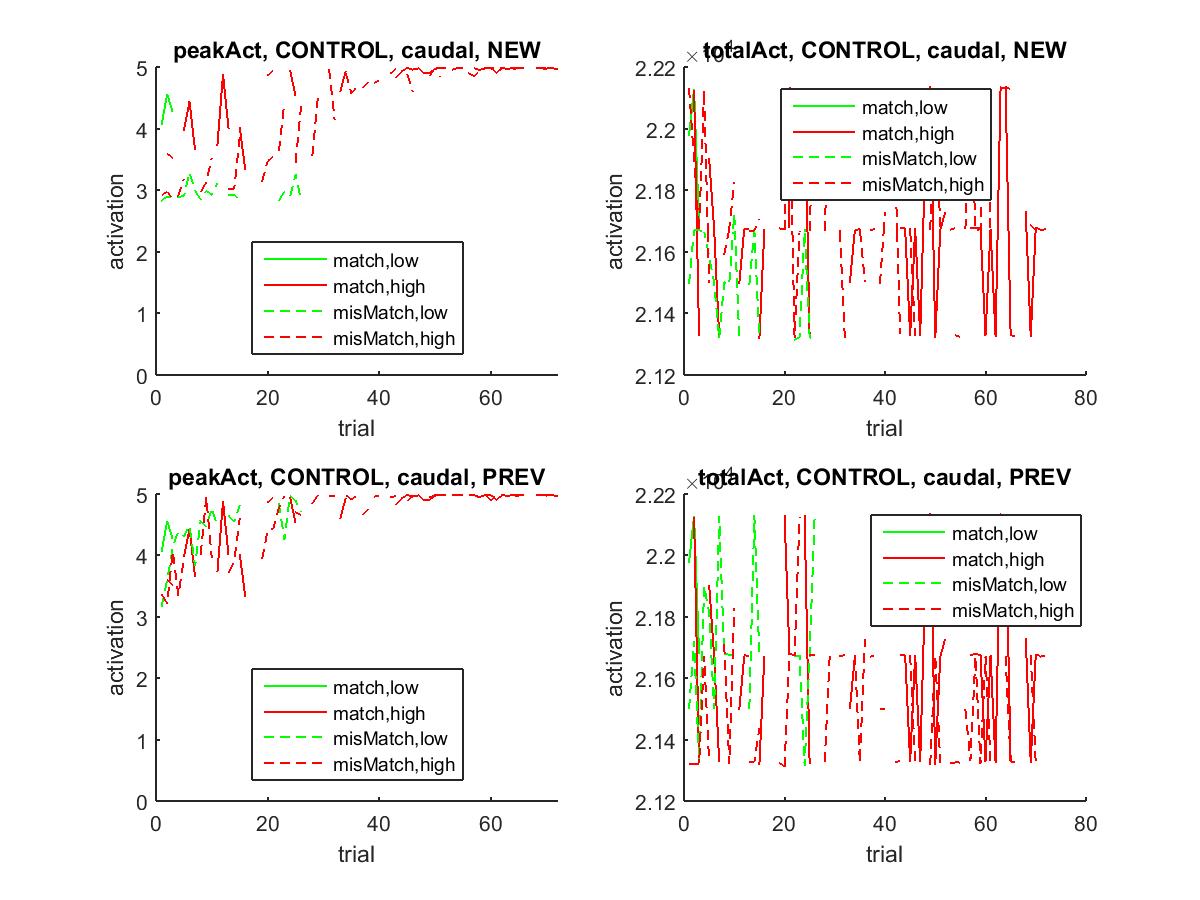 peakAct, CONTROL, caudal, NEW
5
4
3
2
1
0
activation
match,low
match,high
misMatch,low
misMatch,high
0 20 40 60
trial
totalAct, CONTROL, caudal, NEW
2.22
2.2
2.18
2.16
2.14
2.12
activation
match,low
match,high
misMatch,low
misMatch,high
0 20 40 60 80
trial
peakAct, CONTROL, caudal, PREV
5
4
3
2
1
0
activation
match,low
match,high
misMatch,low
misMatch,high
0 20 40 60
trial
totalAct, CONTROL, caudal, PREV
2.22
2.2
2.18
2.16
2.14
2.12
activation
match,low
match,high
misMatch,low
misMatch,high
0 20 40 60 80
trial